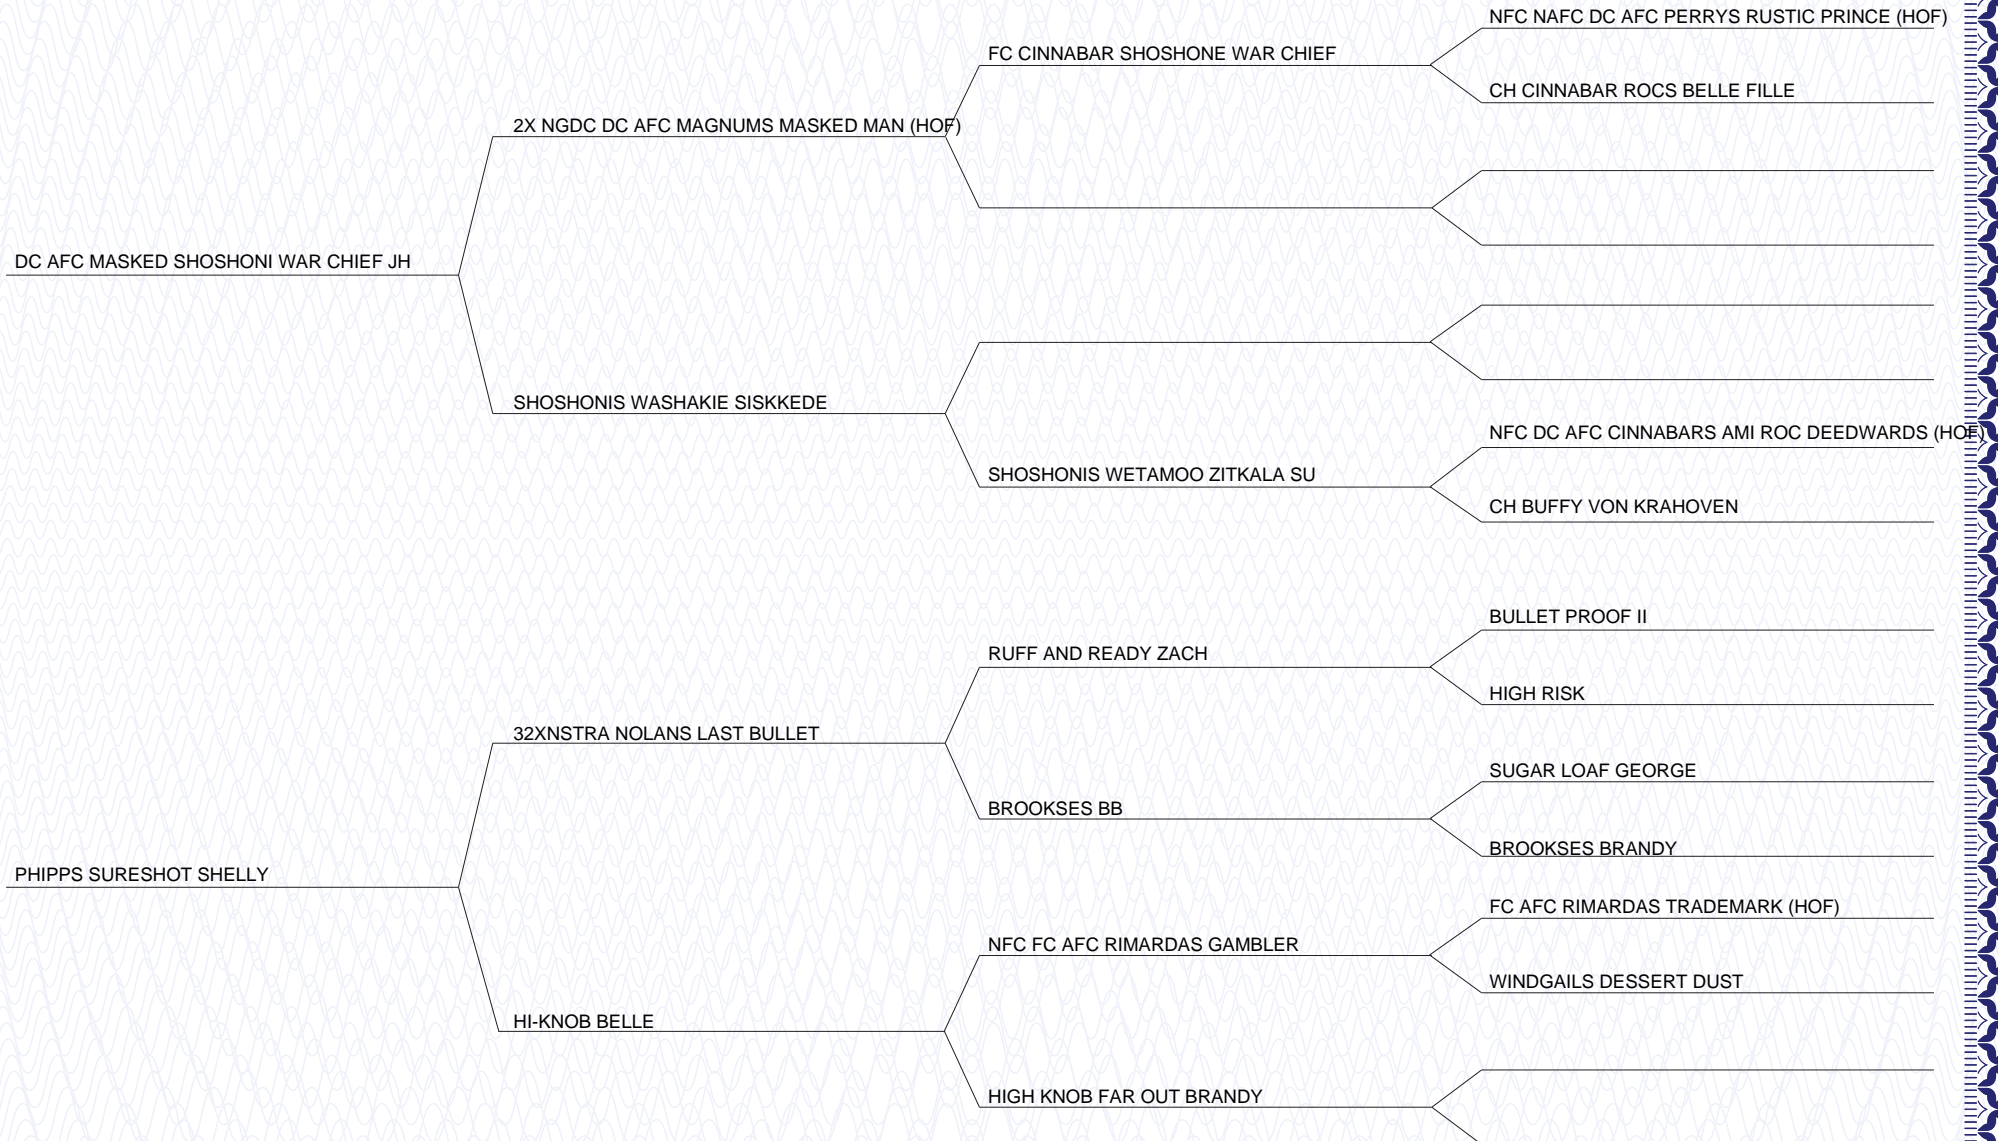 NFC NAFC DC AFC PERRYS RUSTIC PRINCE (HOF)
FC CINNABAR SHOSHONE WAR CHIEF
CH CINNABAR ROCS BELLE FILLE
2X NGDC DC AFC MAGNUMS MASKED MAN (HOF)
DC AFC MASKED SHOSHONI WAR CHIEF JH
SHOSHONIS WASHAKIE SISKKEDE
NFC DC AFC CINNABARS AMI ROC DEEDWARDS (HOF)
SHOSHONIS WETAMOO ZITKALA SU
CH BUFFY VON KRAHOVEN
BULLET PROOF II
RUFF AND READY ZACH
HIGH RISK
32XNSTRA NOLANS LAST BULLET
SUGAR LOAF GEORGE
BROOKSES BB
BROOKSES BRANDY
PHIPPS SURESHOT SHELLY
FC AFC RIMARDAS TRADEMARK (HOF)
NFC FC AFC RIMARDAS GAMBLER
WINDGAILS DESSERT DUST
HI-KNOB BELLE
HIGH KNOB FAR OUT BRANDY